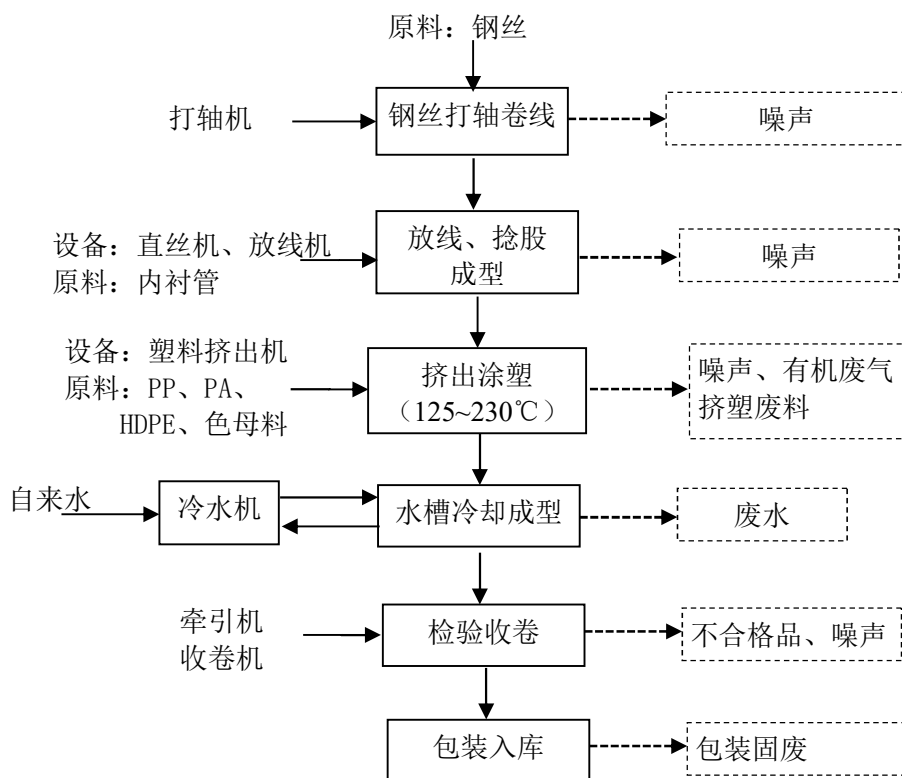 原料：钢丝
打轴机
钢丝打轴卷线
噪声
设备：直丝机、放线机
原料：内衬管
放线、捻股
成型
噪声
设备：塑料挤出机
原料：PP、PA、
HDPE、色母料
挤出涂塑
（125~230℃）
噪声、有机废气
挤塑废料
自来水
冷水机
水槽冷却成型
废水
牵引机
收卷机
检验收卷
不合格品、噪声
包装入库
包装固废